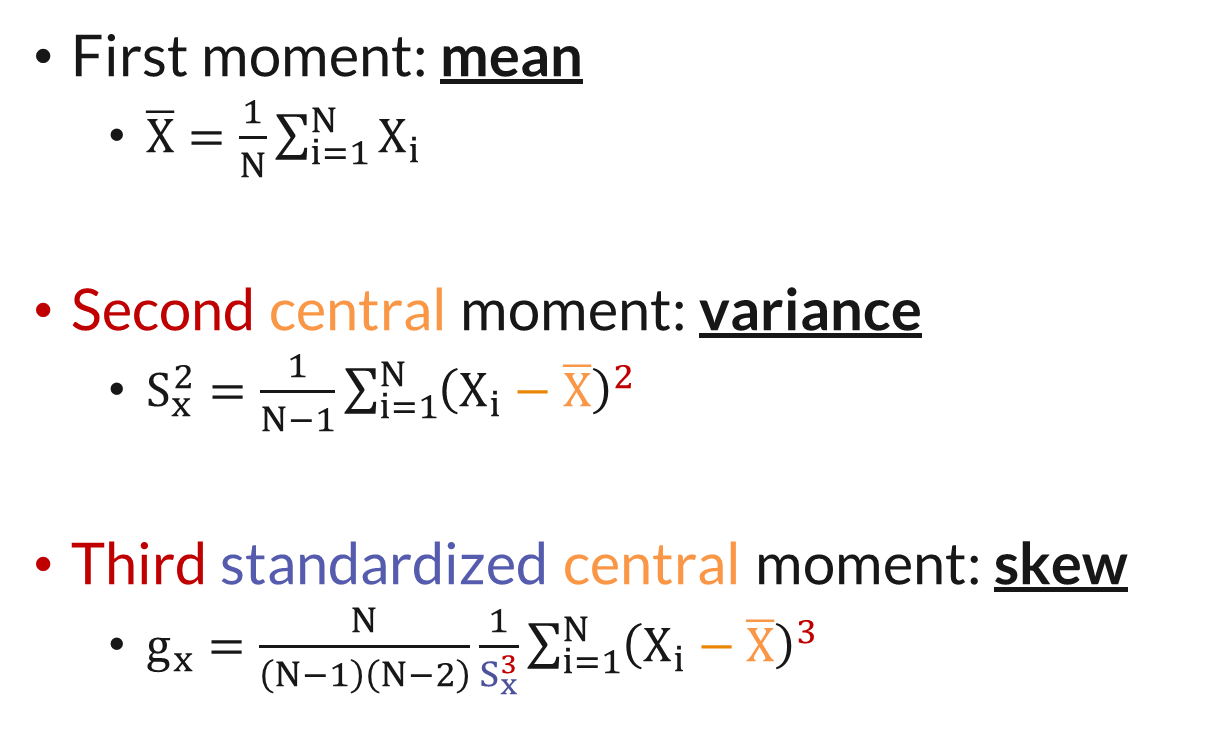 • First moment: mean
• X̅ = 1/N ∑ᵢ₌₁ᴺ Xᵢ
• Second central moment: variance
• Sₓ² = 1/(N−1) ∑ᵢ₌₁ᴺ (Xᵢ − X̅)²
• Third standardized central moment: skew
• gₓ = N/((N−1)(N−2)) 1/Sₓ³ ∑ᵢ₌₁ᴺ (Xᵢ − X̅)³